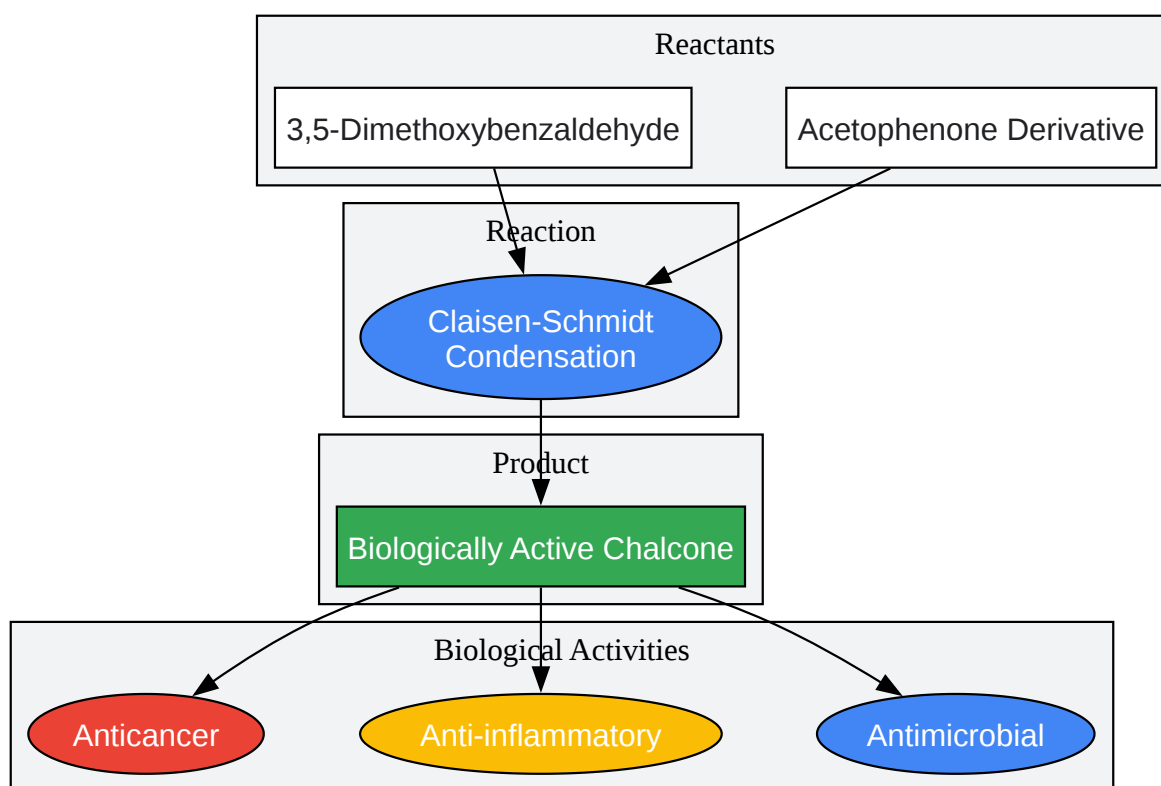 Reactants
3,5-Dimethoxybenzaldehyde
Acetophenone Derivative
Reaction
Claisen-Schmidt
Condensation
Product
Biologically Active Chalcone
Biological Activities
Anticancer
Anti-inflammatory
Antimicrobial